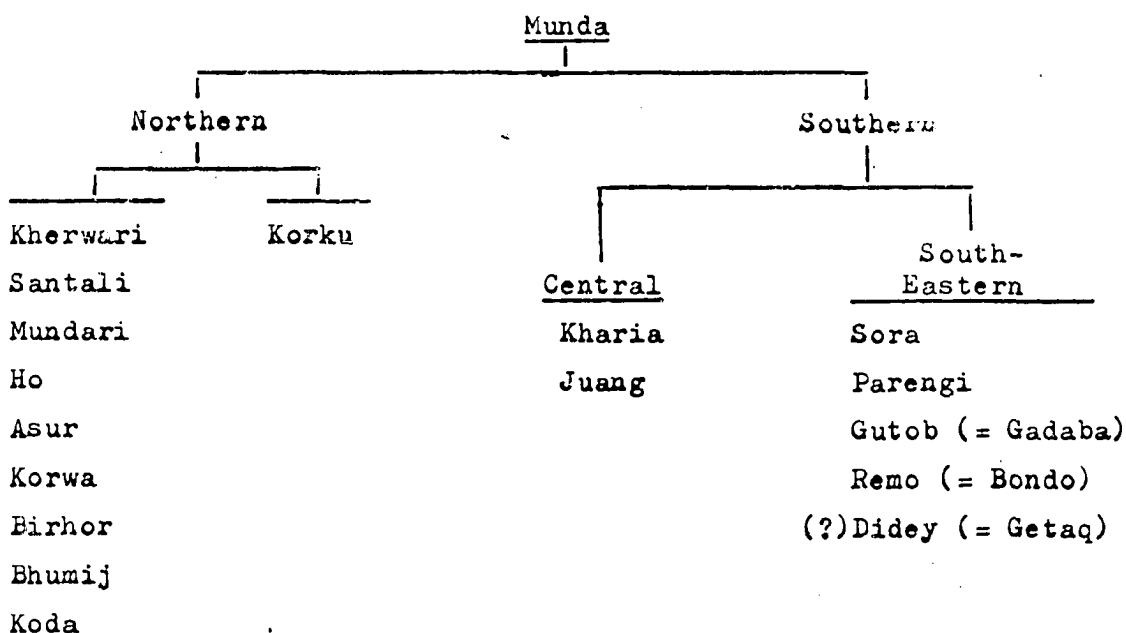 Munda
Northern Southern
Kherwari Korku
Santali
Mundari
Ho
Asur
Korwa
Birhor
Bhumij
Koda
Central
Kharia
Juang
South-
Eastern
Sora
Parengi
Gutob (= Gadaba)
Remo (= Bondo)
(?)Didey (= Getaq)